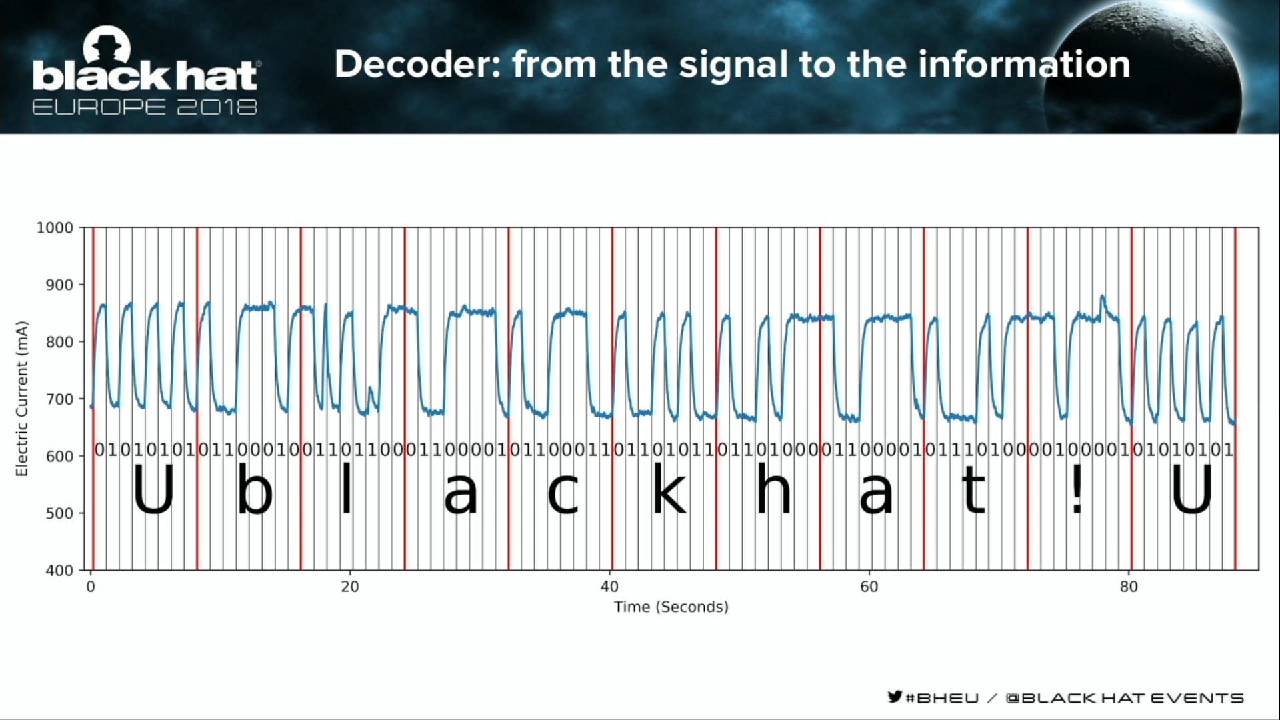 black hat®
EUROPE 2018
Decoder: from the signal to the information
1000
900
800
700
600
500
400
Electric Current (mA)
0101010101100010011011000110000101100011011010110110100001100001011101000010000101010101
U b l a c k h a t ! U
0 20 40 60 80
Time (Seconds)
#BHEU / @BLACK HAT EVENTS